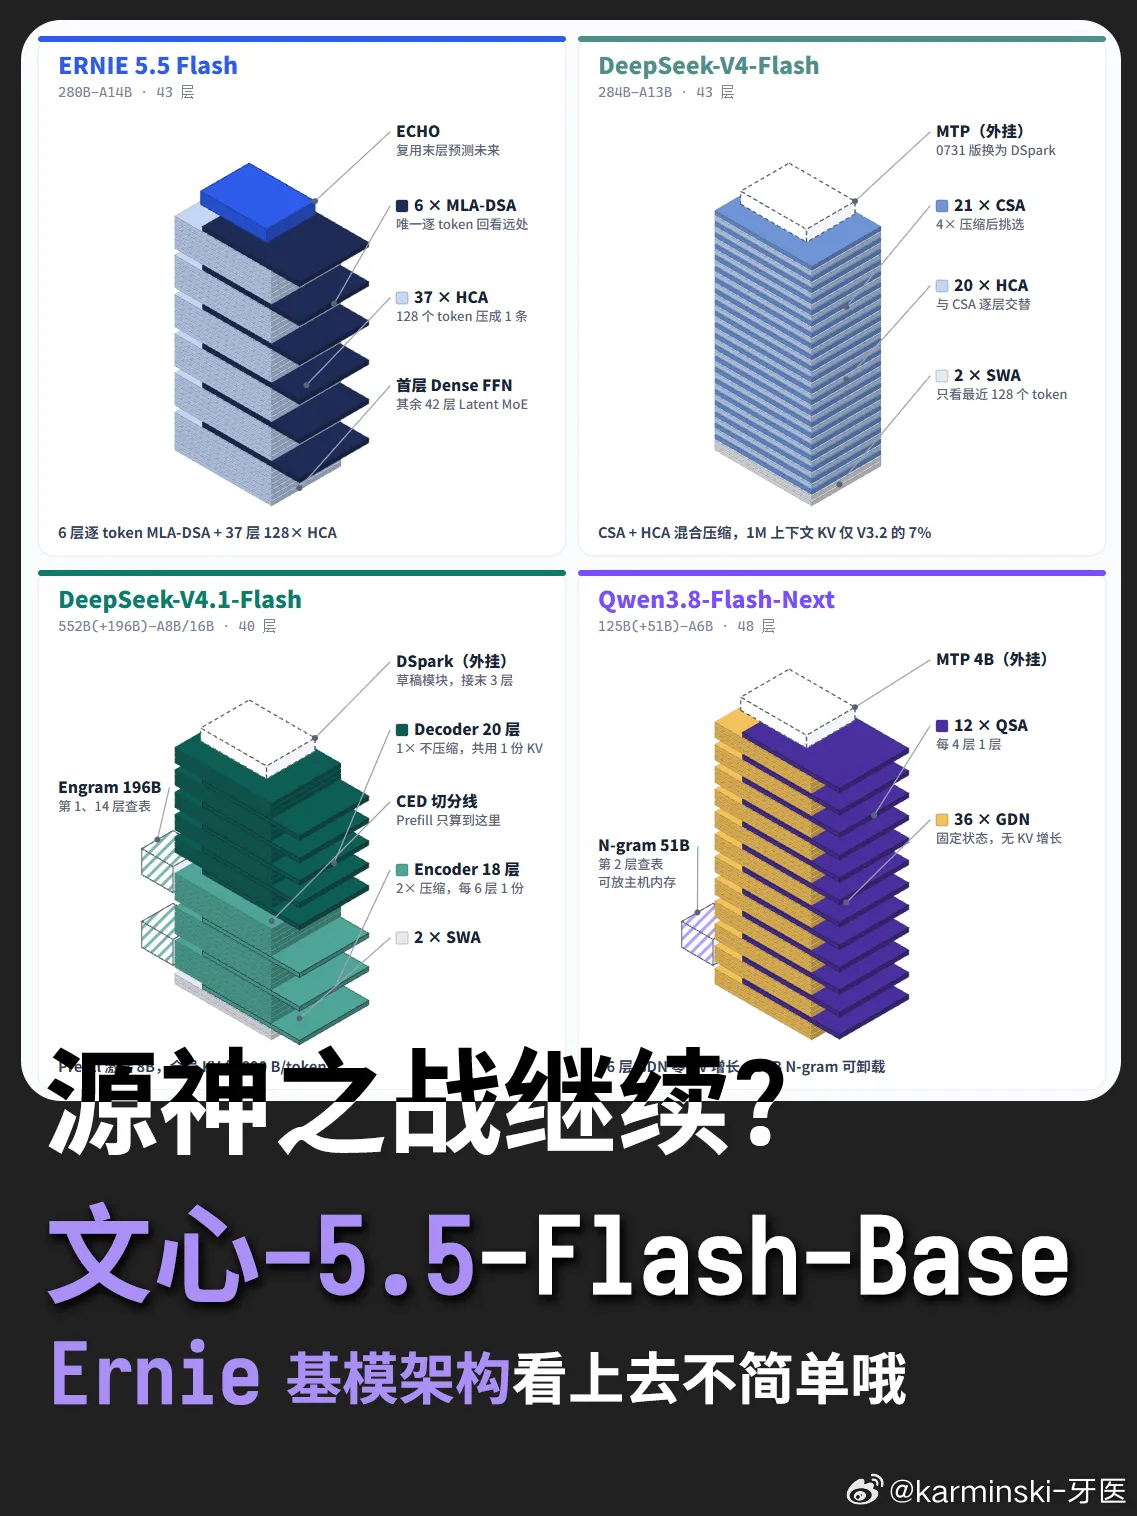 ERNIE 5.5 Flash
280B-A14B · 43 层
ECHO
复用末层预测未来
6 × MLA-DSA
唯一逐 token 回看远处
37 × HCA
128 个 token 压成 1 条
首层 Dense FFN
其余 42 层 Latent MoE
6 层逐 token MLA-DSA + 37 层 128× HCA
DeepSeek-V4-Flash
284B-A13B · 43 层
MTP（外挂）
0731 版换为 DSpark
21 × CSA
4× 压缩后挑选
20 × HCA
与 CSA 逐层交替
2 × SWA
只看最近 128 个 token
CSA + HCA 混合压缩，1M 上下文 KV 仅 V3.2 的 7%
DeepSeek-V4.1-Flash
552B(+196B)-A8B/16B · 40 层
DSpark（外挂）
草稿模块，接末 3 层
Decoder 20 层
1× 不压缩，共用 1 份 KV
Engram 196B
第 1、14 层查表
CED 切分线
Prefill 只算到这里
Encoder 18 层
2× 压缩，每 6 层 1 份
2 × SWA
8B， KV B/token
Qwen3.8-Flash-Next
125B(+51B)-A6B · 48 层
MTP 4B（外挂）
12 × QSA
每 4 层 1 层
36 × GDN
固定状态，无 KV 增长
N-gram 51B
第 2 层查表
可放主机内存
6 层 GDN KV 增长 B N-gram 可卸载
源神之战继续？
文心-5.5-Flash-Base
Ernie 基模架构看上去不简单哦
@karminski-牙医